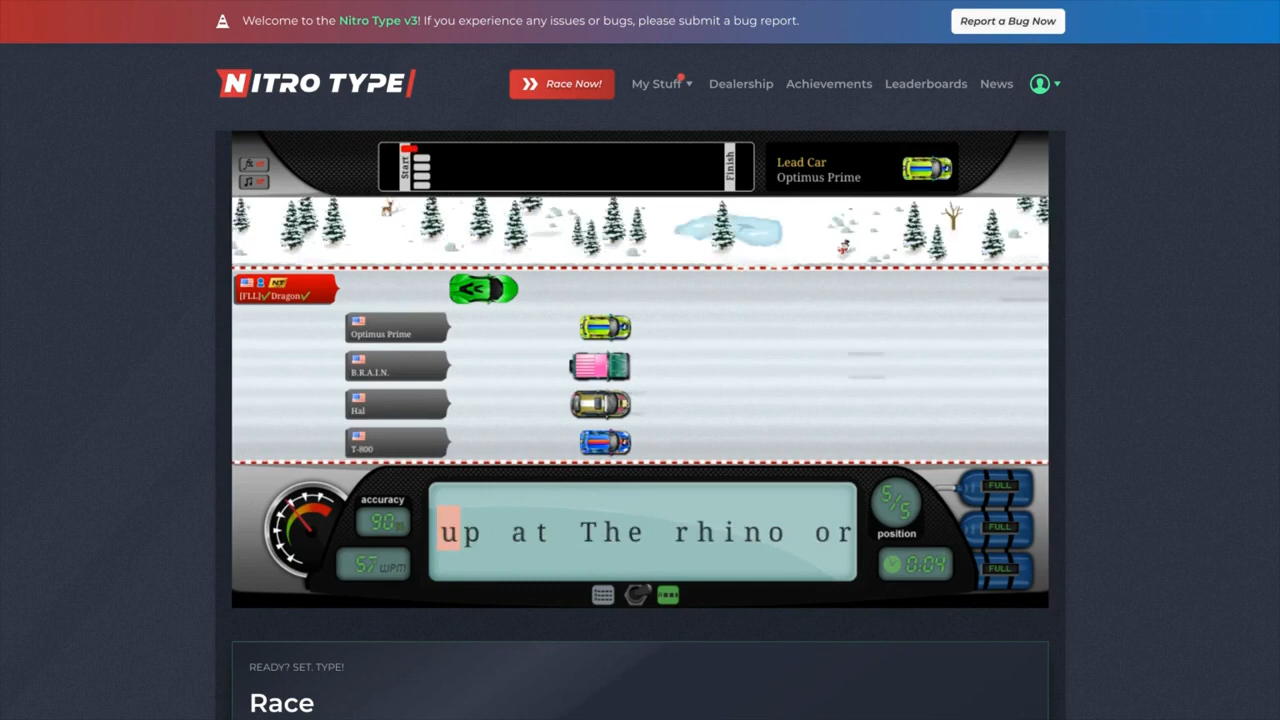 Welcome to the Nitro Type v3! If you experience any issues or bugs, please submit a bug report.
Report a Bug Now
NITRO TYPE
Race Now!
My Stuff
Dealership
Achievements
Leaderboards
News
fx
Start
Finish
Lead Car
Optimus Prime
NT
[FLL]✓Dragon✓
Optimus Prime
B.R.A.I.N.
Hal
T-800
accuracy
90%
57 WPM
up at The rhino or
5/5
position
0:04
FULL
FULL
FULL
READY? SET. TYPE!
Race